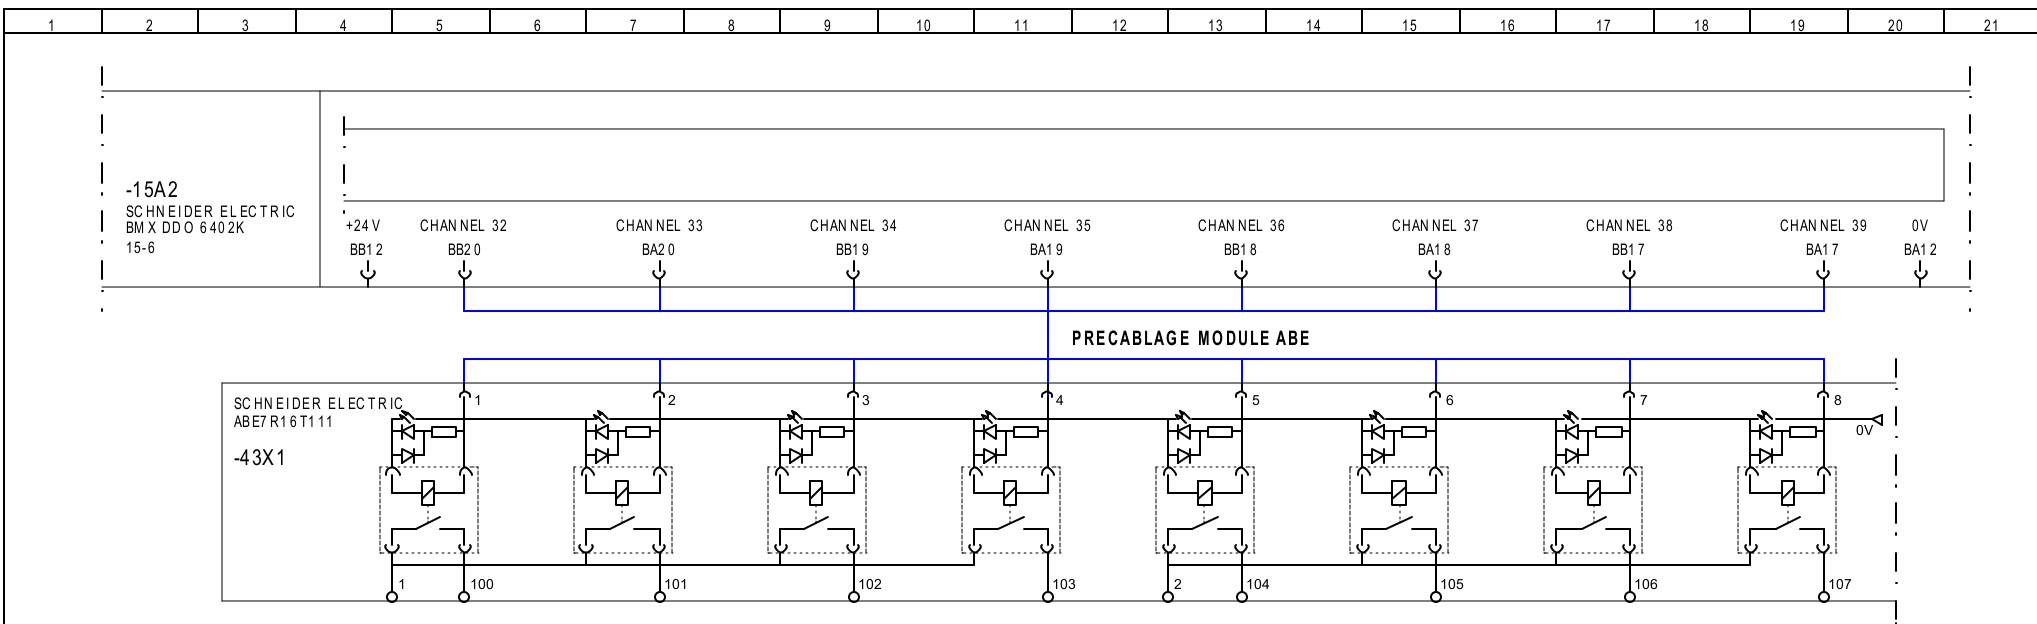 1 2 3 4 5 6 7 8 9 10 11 12 13 14 15 16 17 18 19 20 21
-15A2
SCHNEIDER ELECTRIC
BMX DDO 6402K
15-6
+24V CHANNEL 32 CHANNEL 33 CHANNEL 34 CHANNEL 35 CHANNEL 36 CHANNEL 37 CHANNEL 38 CHANNEL 39 0V
BB12 BB20 BA20 BB19 BA19 BB18 BA18 BB17 BA17 BA12
PRECABLAGE MODULE ABE
SCHNEIDER ELECTRIC
ABE7R16T111
-43X1
1 2 3 4 5 6 7 8
0V
1 100 101 102 103 2 104 105 106 107